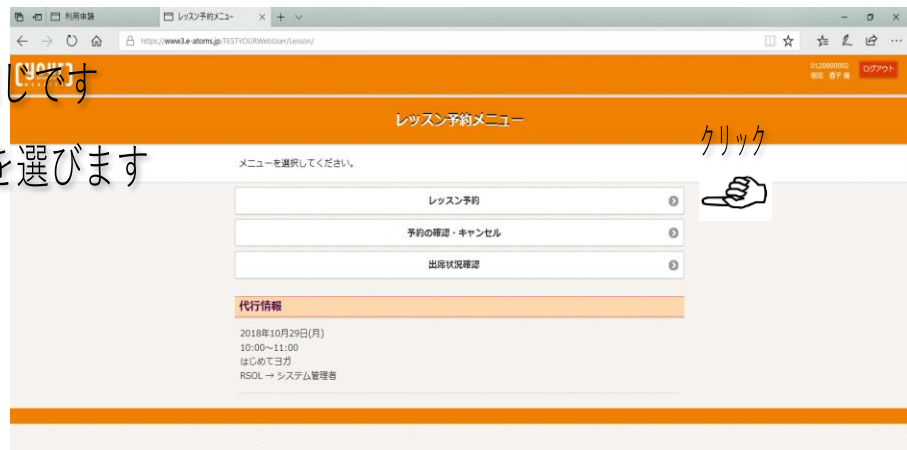 利用申請
レッスン予約メニュー
https://www3.e-atoms.jp/TESTYOURWebUser/Lesson/
じです
0120000002
ログアウト
レッスン予約メニュー
クリック
を選びます
メニューを選択してください。
レッスン予約
予約の確認・キャンセル
出席状況確認
代行情報
2018年10月29日(月)
10:00～11:00
はじめてヨガ
RSOL → システム管理者